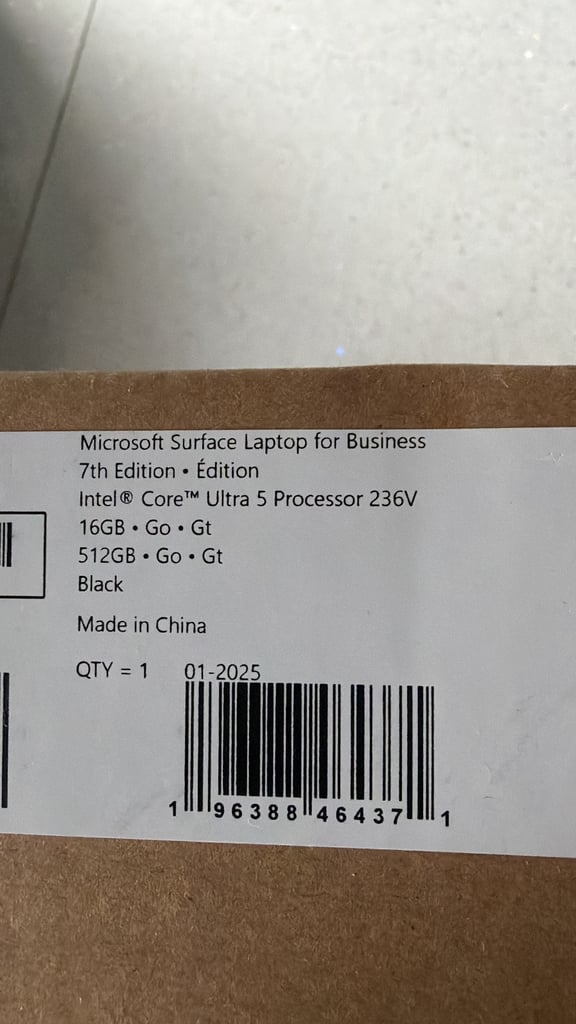 Microsoft Surface Laptop for Business
7th Edition • Édition
Intel® Core™ Ultra 5 Processor 236V
16GB • Go • Gt
512GB • Go • Gt
Black
Made in China
QTY = 1 01-2025
1 96388 46437 1